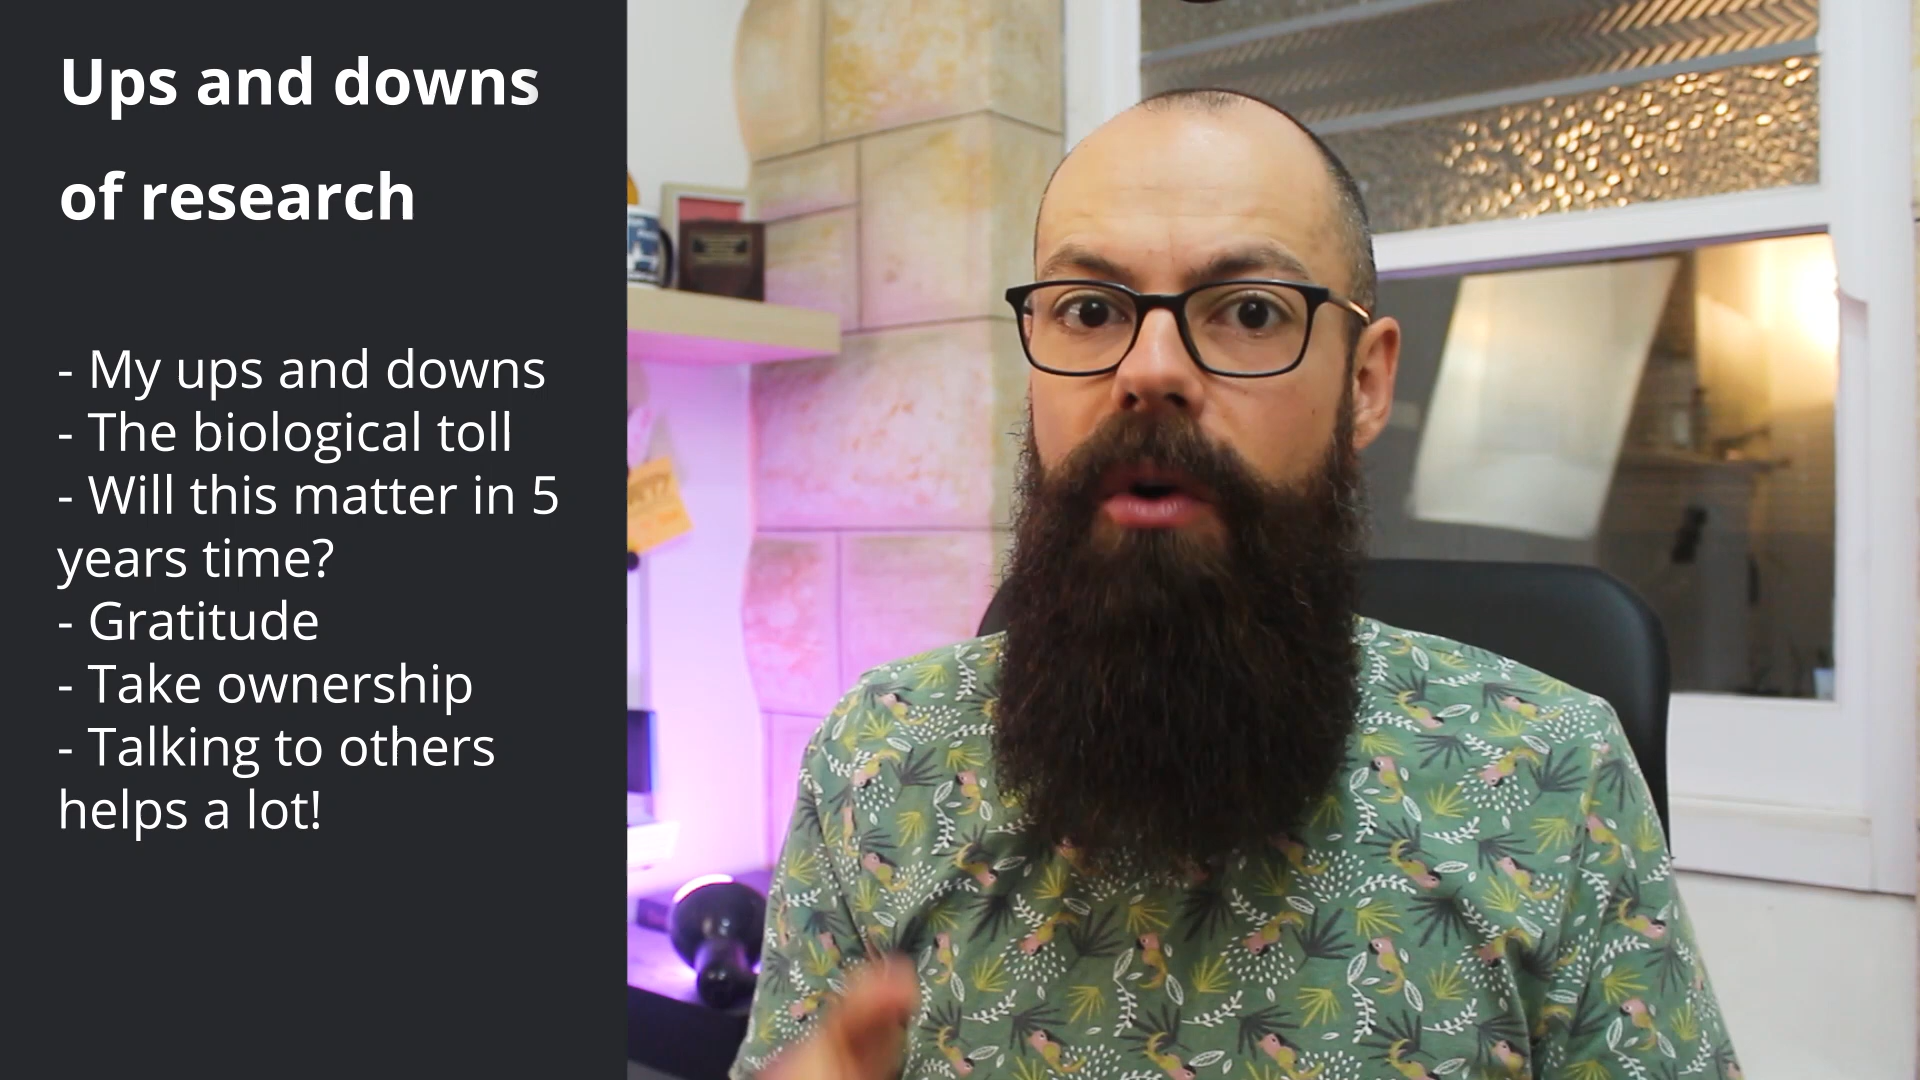 Ups and downs
of research
- My ups and downs
- The biological toll
- Will this matter in 5
years time?
- Gratitude
- Take ownership
- Talking to others
helps a lot!